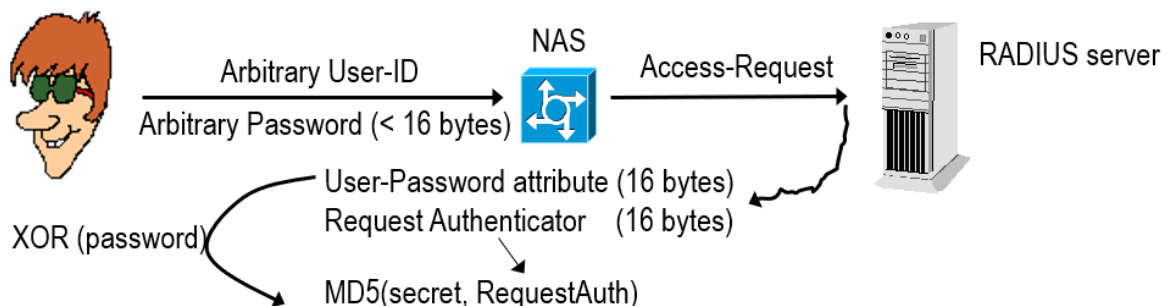 NAS
RADIUS server
Arbitrary User-ID
Access-Request
Arbitrary Password (< 16 bytes)
User-Password attribute (16 bytes)
Request Authenticator (16 bytes)
XOR (password)
MD5(secret, RequestAuth)